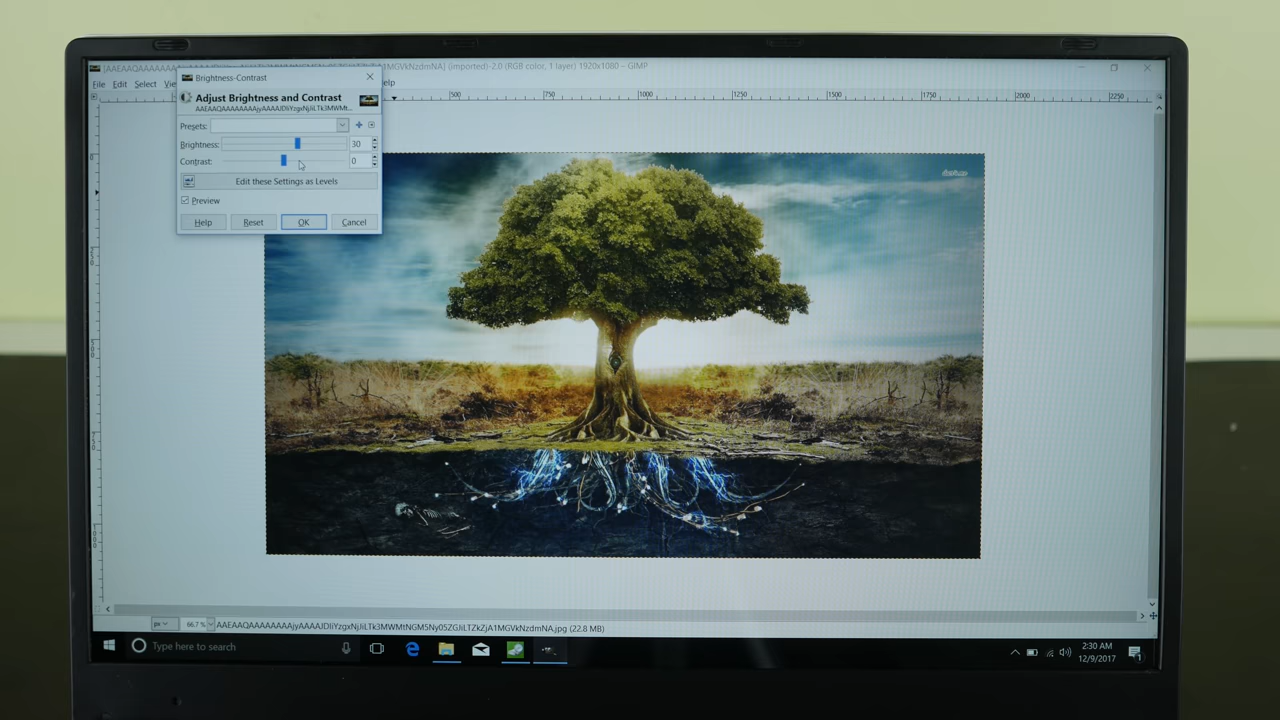 (imported)-2.0 (RGB color, 1 layer) 1920x1080 – GIMP
Brightness-Contrast
File Edit Select
Adjust Brightness and Contrast
500 750 1000 1250 1500 1750 2000 2250
Presets:
Brightness: 30
Contrast: 0
Edit these Settings as Levels
Preview
Help Reset OK Cancel
px 66.7 % (22.8 MB)
Type here to search
2:30 AM
12/9/2017
1